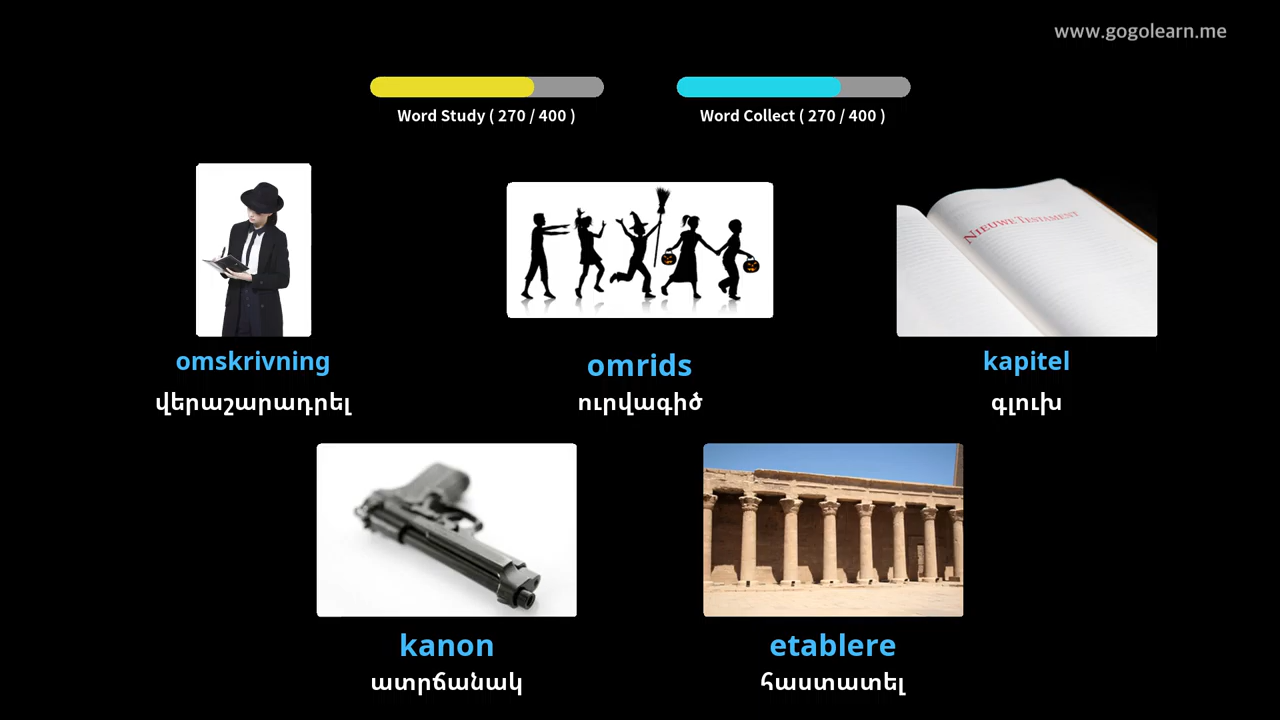 www.gogolearn.me
Word Study ( 270 / 400 )
Word Collect ( 270 / 400 )
NIEUWE TESTAMENT
omskrivning
omrids
kapitel
վերաշարադրել
ուրվագիծ
գլուխ
kanon
etablere
ատրճանակ
հաստատել